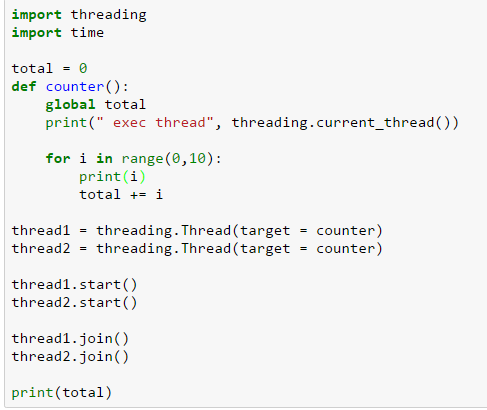 import threading
import time

total = 0
def counter():
    global total
    print(" exec thread", threading.current_thread())

    for i in range(0,10):
        print(i)
        total += i

thread1 = threading.Thread(target = counter)
thread2 = threading.Thread(target = counter)

thread1.start()
thread2.start()

thread1.join()
thread2.join()

print(total)